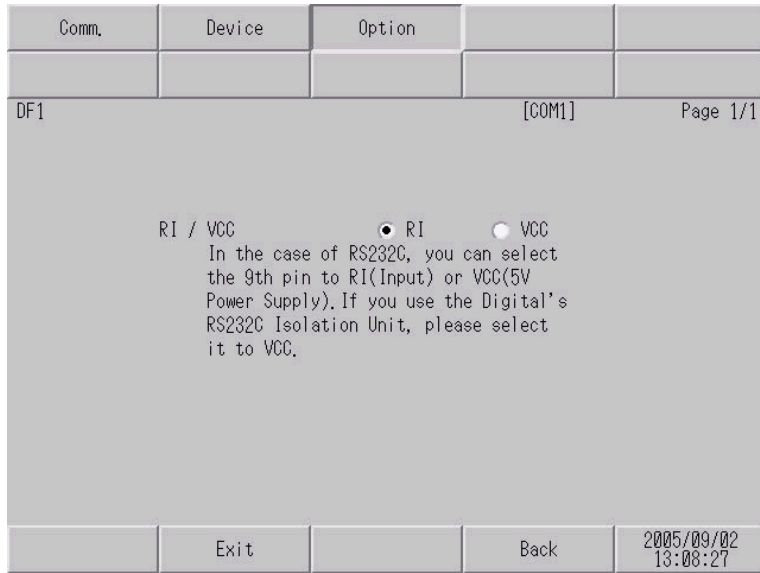 Comm. Device Option
DF1 [COM1] Page 1/1
RI / VCC RI VCC
In the case of RS232C, you can select
the 9th pin to RI(Input) or VCC(5V
Power Supply).If you use the Digital's
RS232C Isolation Unit, please select
it to VCC.
Exit Back 2005/09/02
13:08:27